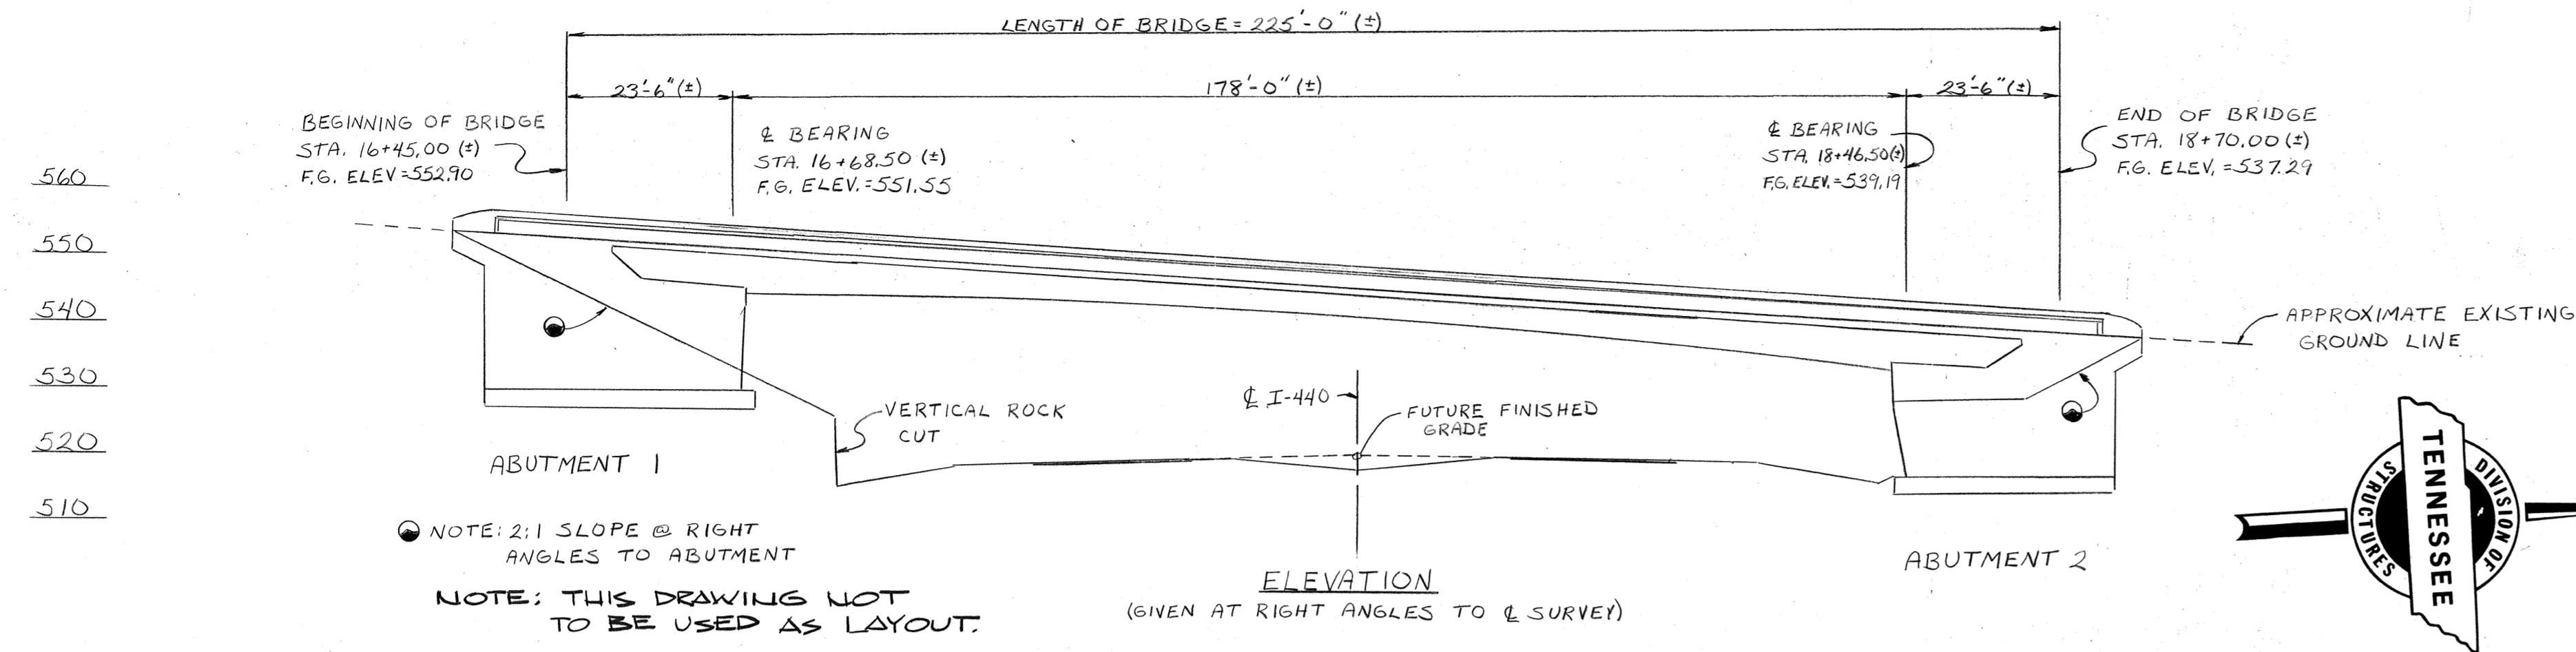 LENGTH OF BRIDGE = 225'-0" (±)
23'-6" (±)
178'-0" (±)
23'-6" (±)
BEGINNING OF BRIDGE
STA. 16+45.00 (±)
F.G. ELEV = 552.90
℄ BEARING
STA. 16+68.50 (±)
F.G. ELEV. = 551.55
℄ BEARING
STA. 18+46.50 (±)
F.G. ELEV. = 539.19
END OF BRIDGE
STA. 18+70.00 (±)
F.G. ELEV. = 537.29
560
550
540
530
520
510
APPROXIMATE EXISTING
GROUND LINE
VERTICAL ROCK
CUT
℄ I-440
FUTURE FINISHED
GRADE
ABUTMENT 1
ABUTMENT 2
NOTE: 2:1 SLOPE @ RIGHT
ANGLES TO ABUTMENT
NOTE: THIS DRAWING NOT
TO BE USED AS LAYOUT.
ELEVATION
(GIVEN AT RIGHT ANGLES TO ℄ SURVEY)
TENNESSEE
DIVISION OF
STRUCTURES